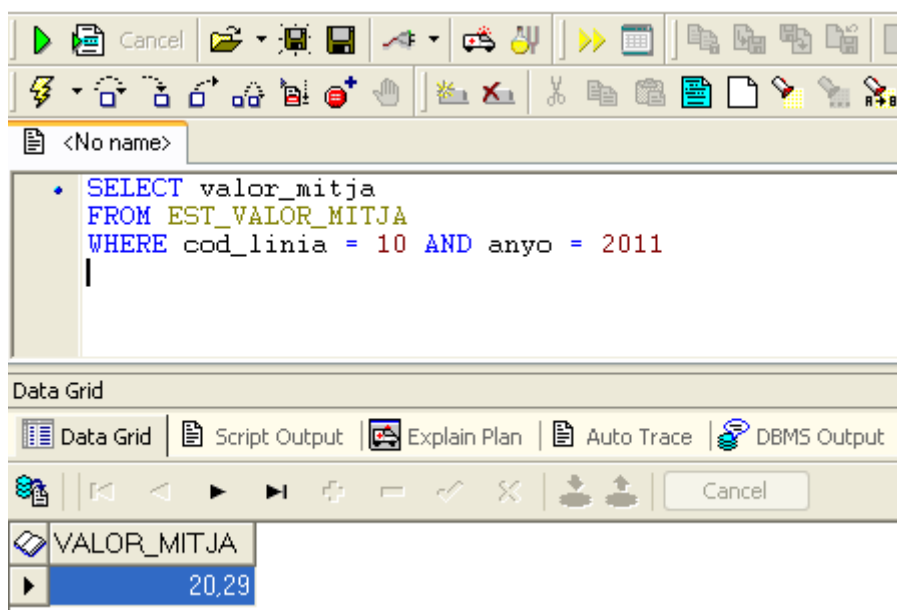 Cancel
<No name>
SELECT valor_mitja
FROM EST_VALOR_MITJA
WHERE cod_linia = 10 AND anyo = 2011
Data Grid
Data Grid Script Output Explain Plan Auto Trace DBMS Output
Cancel
VALOR_MITJA
20,29